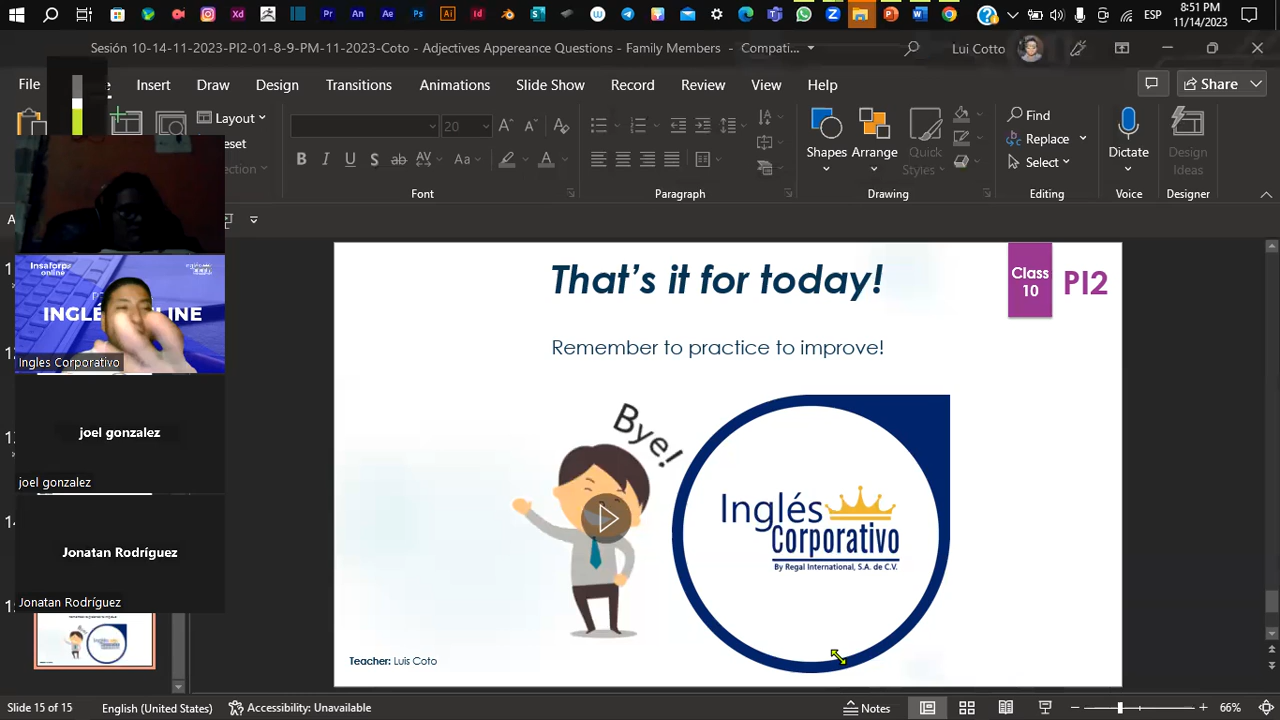 8:51 PM
ESP
11/14/2023
Sesión 10-14-11-2023-PI2-01-8-9-PM-11-2023-Coto - Adjectives Appereance Questions - Family Members - Compati...
Lui Cotto
File
Insert
Draw
Design
Transitions
Animations
Slide Show
Record
Review
View
Help
Share
Layout
20
Find
Replace
Select
Shapes
Arrange
Quick
Styles
Dictate
Design
Ideas
Font
Paragraph
Drawing
Editing
Voice
Designer
Insaforp
online
INGLÉ
Ingles Corporativo
joel gonzalez
joel gonzalez
Jonatan Rodríguez
Jonatan Rodríguez
That's it for today!
Class
10
PI2
Remember to practice to improve!
Bye!
Inglés
Corporativo
By Regal International, S.A. de C.V.
Teacher: Luis Coto
Slide 15 of 15
English (United States)
Accessibility: Unavailable
Notes
66%